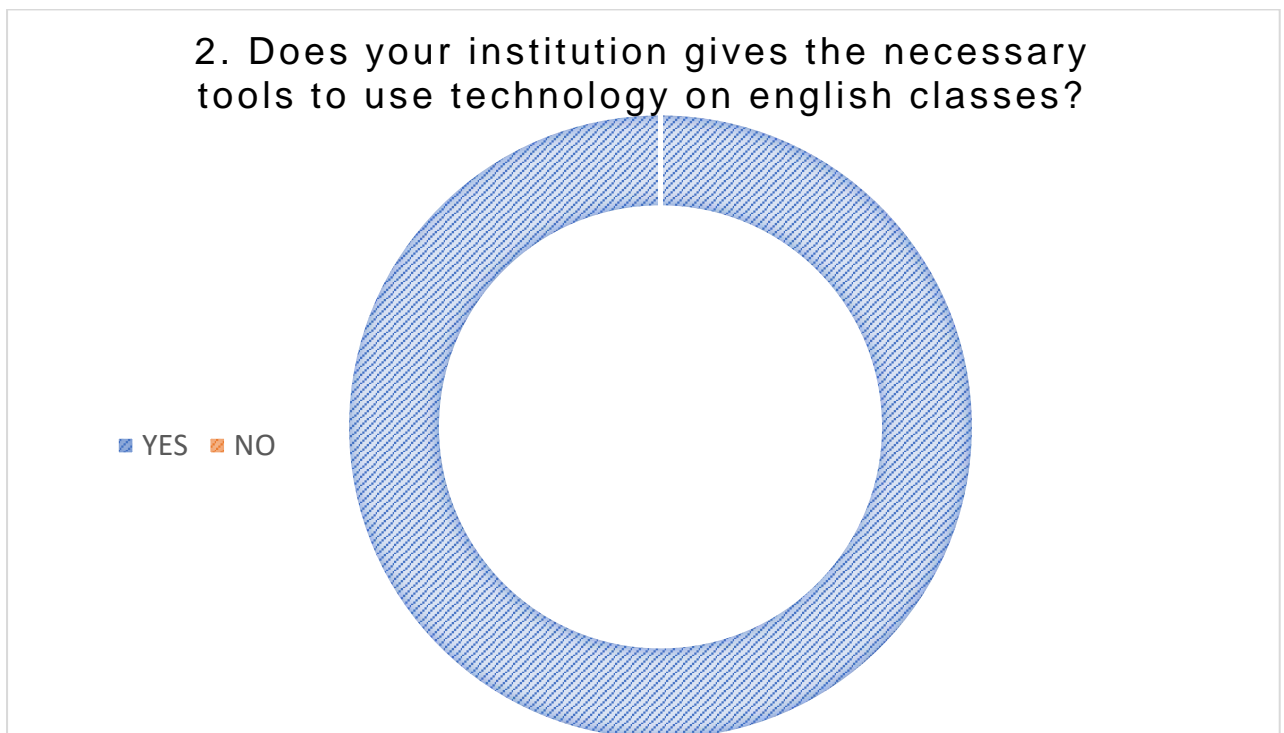 2. Does your institution gives the necessary
tools to use technology on english classes?
YES NO